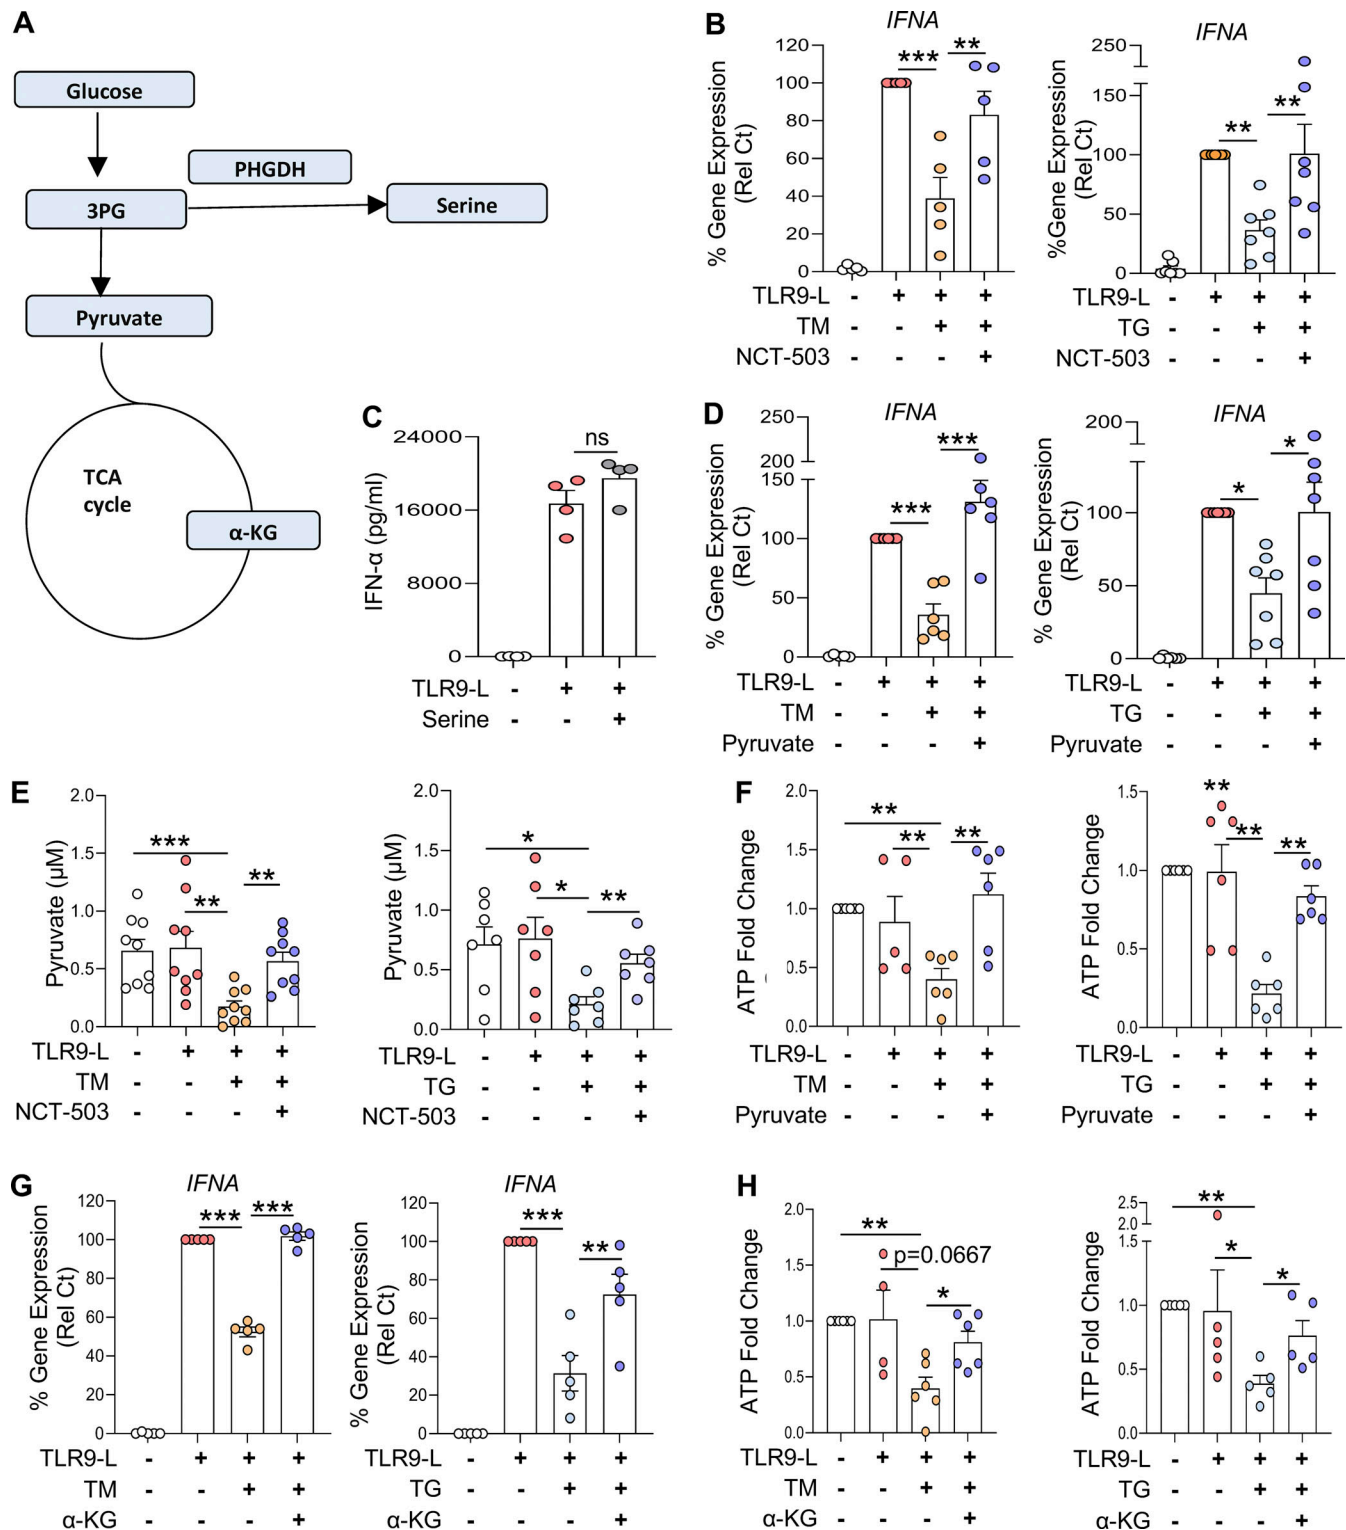 A
Glucose
PHGDH
3PG
Serine
Pyruvate
TCA
cycle
α-KG
B
IFNA
% Gene Expression
(Rel Ct)
120
100
80
60
40
20
0
***
**
TLR9-L - + + +
TM - - + +
NCT-503 - - - +
IFNA
%Gene Expression
(Rel Ct)
250
150
100
50
0
**
**
TLR9-L - + + +
TG - - + +
NCT-503 - - - +
C
IFN-α (pg/ml)
24000
16000
8000
0
ns
TLR9-L - + +
Serine - - +
D
IFNA
% Gene Expression
(Rel Ct)
250
200
150
100
50
0
***
***
TLR9-L - + + +
TM - - + +
Pyruvate - - - +
IFNA
% Gene Expression
(Rel Ct)
200
100
50
0
*
*
TLR9-L - + + +
TG - - + +
Pyruvate - - - +
E
Pyruvate (μM)
2.0
1.5
1.0
0.5
0.0
***
**
**
TLR9-L - + + +
TM - - + +
NCT-503 - - - +
Pyruvate (μM)
2.0
1.5
1.0
0.5
0.0
*
*
**
TLR9-L - + + +
TG - - + +
NCT-503 - - - +
F
ATP Fold Change
2.0
1.5
1.0
0.5
0.0
**
**
**
TLR9-L - + + +
TM - - + +
Pyruvate - - - +
ATP Fold Change
1.5
1.0
0.5
0.0
**
**
**
TLR9-L - + + +
TG - - + +
Pyruvate - - - +
G
IFNA
% Gene Expression
(Rel Ct)
120
100
80
60
40
20
0
***
***
TLR9-L - + + +
TM - - + +
α-KG - - - +
IFNA
% Gene Expression
(Rel Ct)
120
100
80
60
40
20
0
***
**
TLR9-L - + + +
TG - - + +
α-KG - - - +
H
ATP Fold Change
2.0
1.5
1.0
0.5
0.0
**
p=0.0667
*
TLR9-L - + + +
TM - - + +
α-KG - - - +
ATP Fold Change
2.5
2.0
1.5
1.0
0.5
0.0
**
*
*
TLR9-L - + + +
TG - - + +
α-KG - - - +